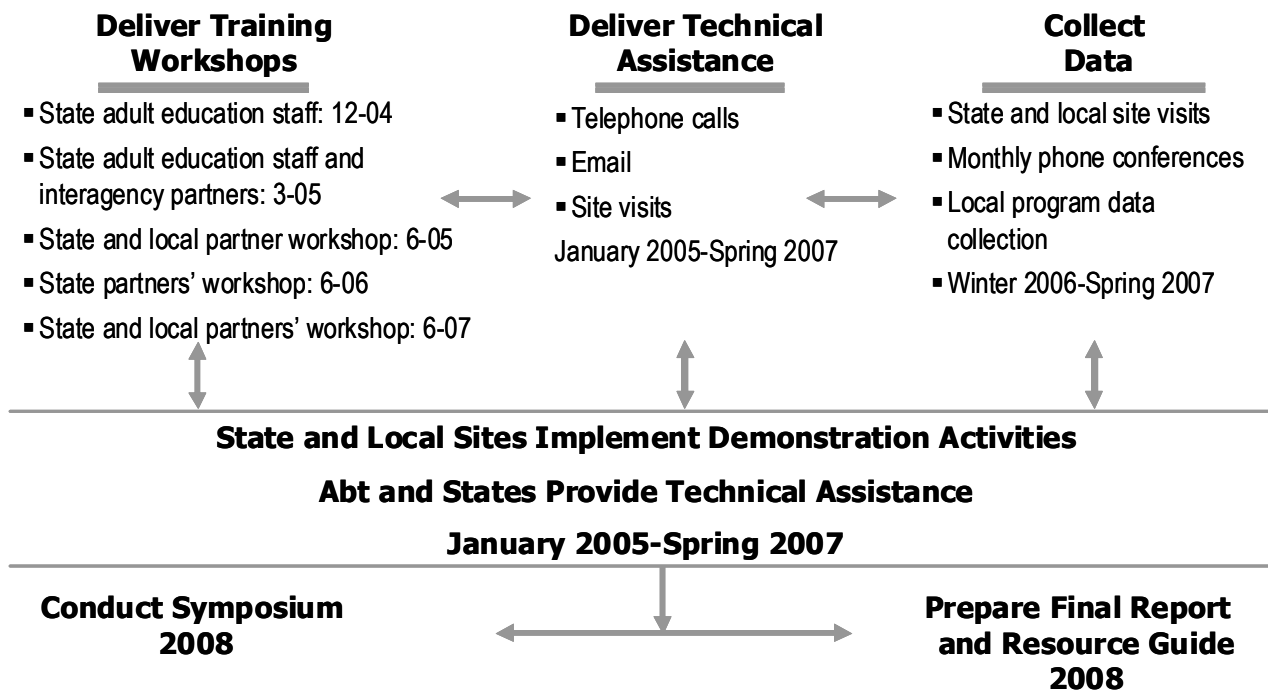 Deliver Training
Workshops
▪ State adult education staff: 12-04
▪ State adult education staff and
interagency partners: 3-05
▪ State and local partner workshop: 6-05
▪ State partners’ workshop: 6-06
▪ State and local partners’ workshop: 6-07
Deliver Technical
Assistance
▪ Telephone calls
▪ Email
▪ Site visits
January 2005-Spring 2007
Collect
Data
▪ State and local site visits
▪ Monthly phone conferences
▪ Local program data
collection
▪ Winter 2006-Spring 2007
State and Local Sites Implement Demonstration Activities
Abt and States Provide Technical Assistance
January 2005-Spring 2007
Conduct Symposium
2008
Prepare Final Report
and Resource Guide
2008